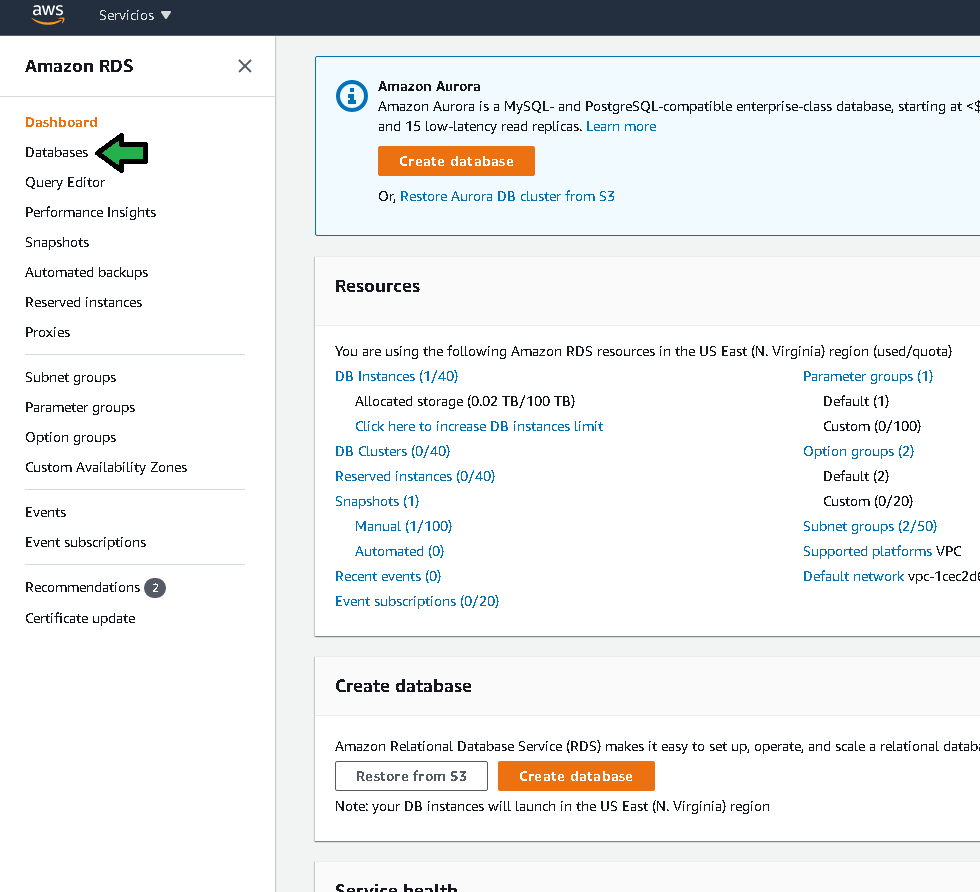 aws
Servicios
Amazon RDS
Dashboard
Databases
Query Editor
Performance Insights
Snapshots
Automated backups
Reserved instances
Proxies
Subnet groups
Parameter groups
Option groups
Custom Availability Zones
Events
Event subscriptions
Recommendations 2
Certificate update
Amazon Aurora
Amazon Aurora is a MySQL- and PostgreSQL-compatible enterprise-class database, starting at <$
and 15 low-latency read replicas. Learn more
Create database
Or, Restore Aurora DB cluster from S3
Resources
You are using the following Amazon RDS resources in the US East (N. Virginia) region (used/quota)
DB Instances (1/40)
Allocated storage (0.02 TB/100 TB)
Click here to increase DB instances limit
DB Clusters (0/40)
Reserved instances (0/40)
Snapshots (1)
Manual (1/100)
Automated (0)
Recent events (0)
Event subscriptions (0/20)
Parameter groups (1)
Default (1)
Custom (0/100)
Option groups (2)
Default (2)
Custom (0/20)
Subnet groups (2/50)
Supported platforms VPC
Default network vpc-1cec2d6
Create database
Amazon Relational Database Service (RDS) makes it easy to set up, operate, and scale a relational datab
Restore from S3
Create database
Note: your DB instances will launch in the US East (N. Virginia) region
Service health